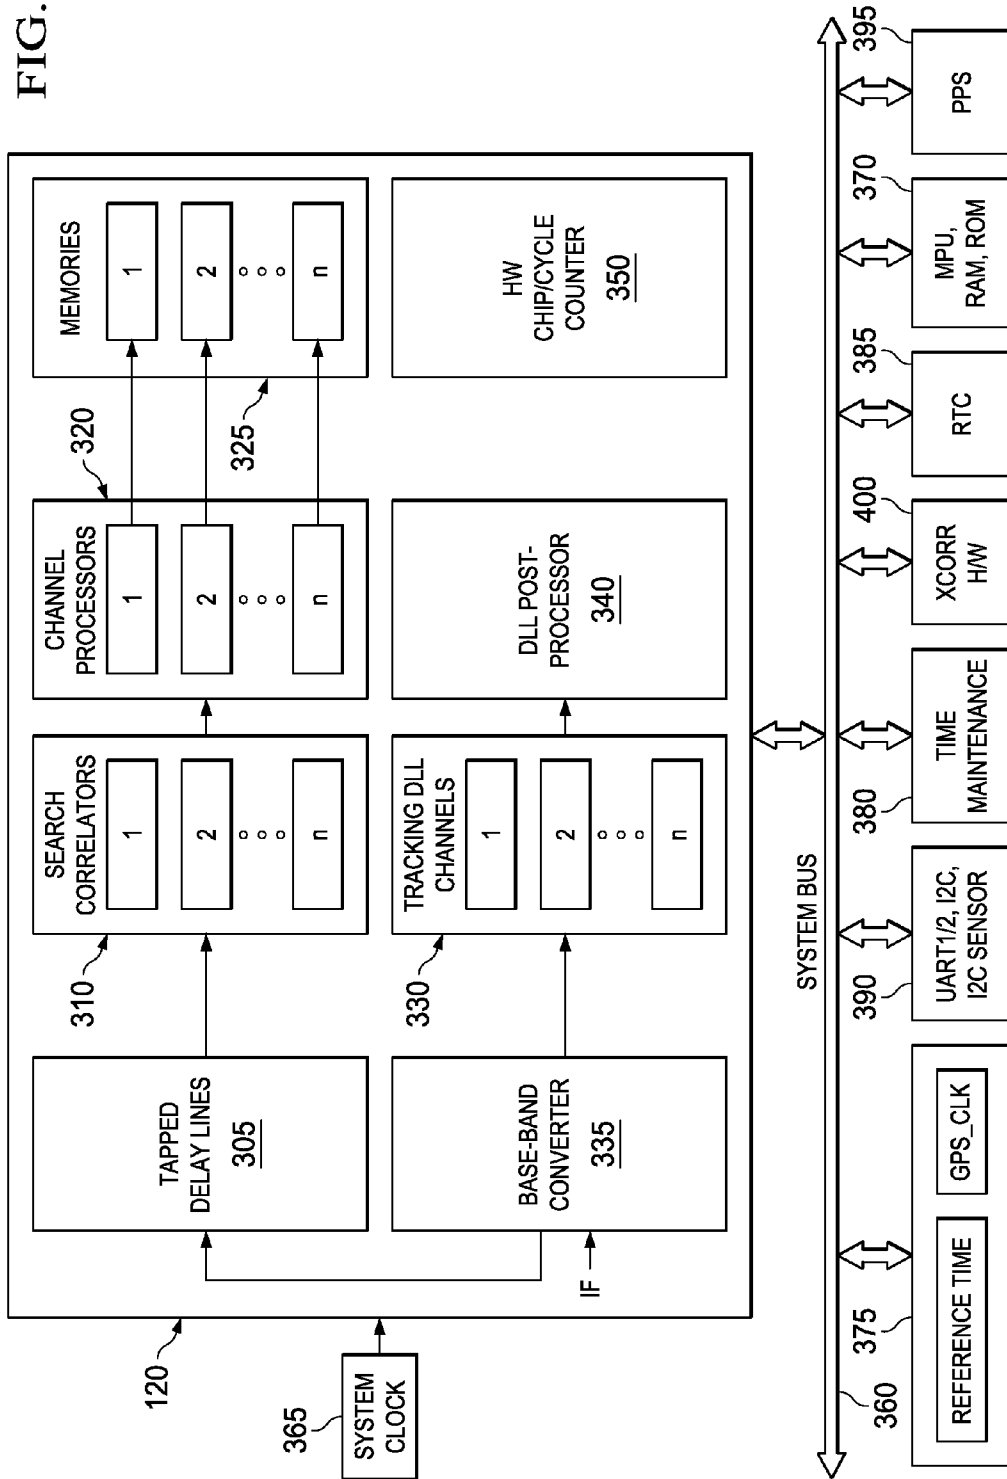 FIG.
120
365
SYSTEM
CLOCK
TAPPED
DELAY LINES
305
SEARCH
CORRELATORS
1
2
n
310
CHANNEL
PROCESSORS
1
2
n
320
MEMORIES
1
2
n
325
IF
BASE-BAND
CONVERTER
335
TRACKING DLL
CHANNELS
1
2
n
330
DLL POST-
PROCESSOR
340
HW
CHIP/CYCLE
COUNTER
350
SYSTEM BUS
360
375
REFERENCE TIME
GPS_CLK
390
UART1/2, I2C,
I2C SENSOR
380
TIME
MAINTENANCE
400
XCORR
H/W
385
RTC
370
MPU,
RAM, ROM
395
PPS